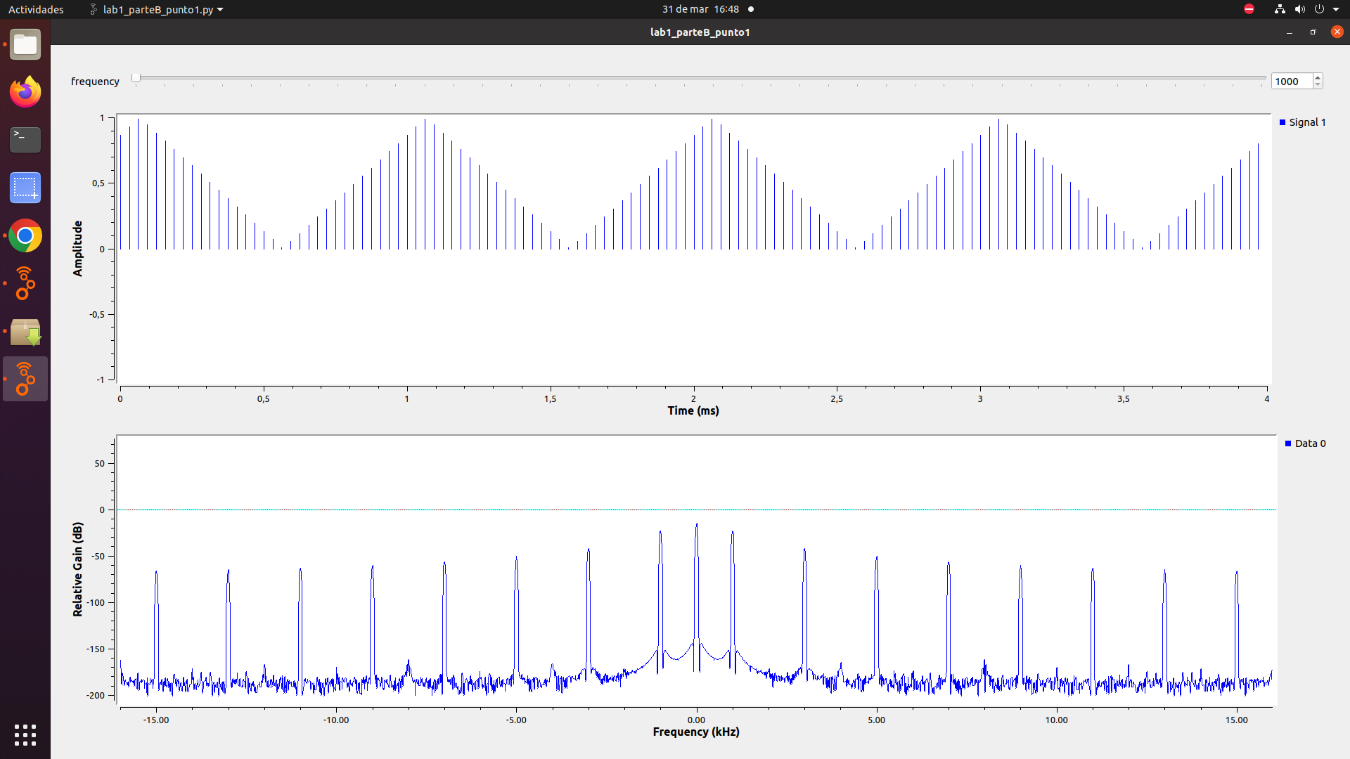 Actividades lab1_parteB_punto1.py 31 de mar 16:48
lab1_parteB_punto1
frequency 1000
Signal 1
1
0,5
0
-0,5
-1
Amplitude
0 0,5 1 1,5 2 2,5 3 3,5 4
Time (ms)
Data 0
50
0
-50
-100
-150
-200
Relative Gain (dB)
-15.00 -10.00 -5.00 0.00 5.00 10.00 15.00
Frequency (kHz)